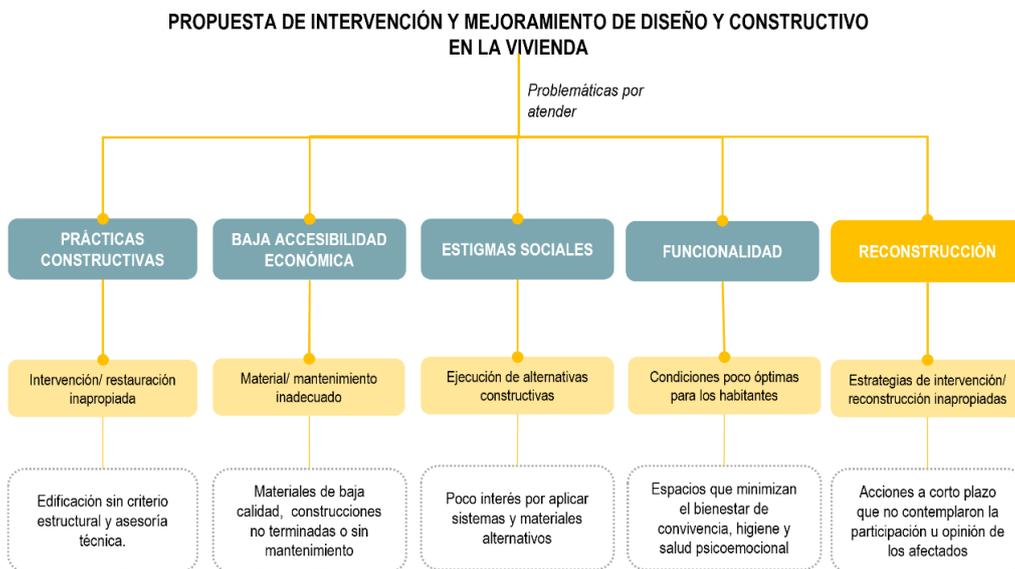 PROPUESTA DE INTERVENCIÓN Y MEJORAMIENTO DE DISEÑO Y CONSTRUCTIVO
EN LA VIVIENDA
Problemáticas por
atender
PRÁCTICAS
CONSTRUCTIVAS
BAJA ACCESIBILIDAD
ECONÓMICA
ESTIGMAS SOCIALES
FUNCIONALIDAD
RECONSTRUCCIÓN
Intervención/ restauración
inapropiada
Material/ mantenimiento
inadecuado
Ejecución de alternativas
constructivas
Condiciones poco óptimas
para los habitantes
Estrategias de intervención/
reconstrucción inapropiadas
Edificación sin criterio
estructural y asesoría
técnica.
Materiales de baja
calidad, construcciones
no terminadas o sin
mantenimiento
Poco interés por aplicar
sistemas y materiales
alternativos
Espacios que minimizan
el bienestar de
convivencia, higiene y
salud psicoemocional
Acciones a corto plazo
que no contemplaron la
participación u opinión de
los afectados